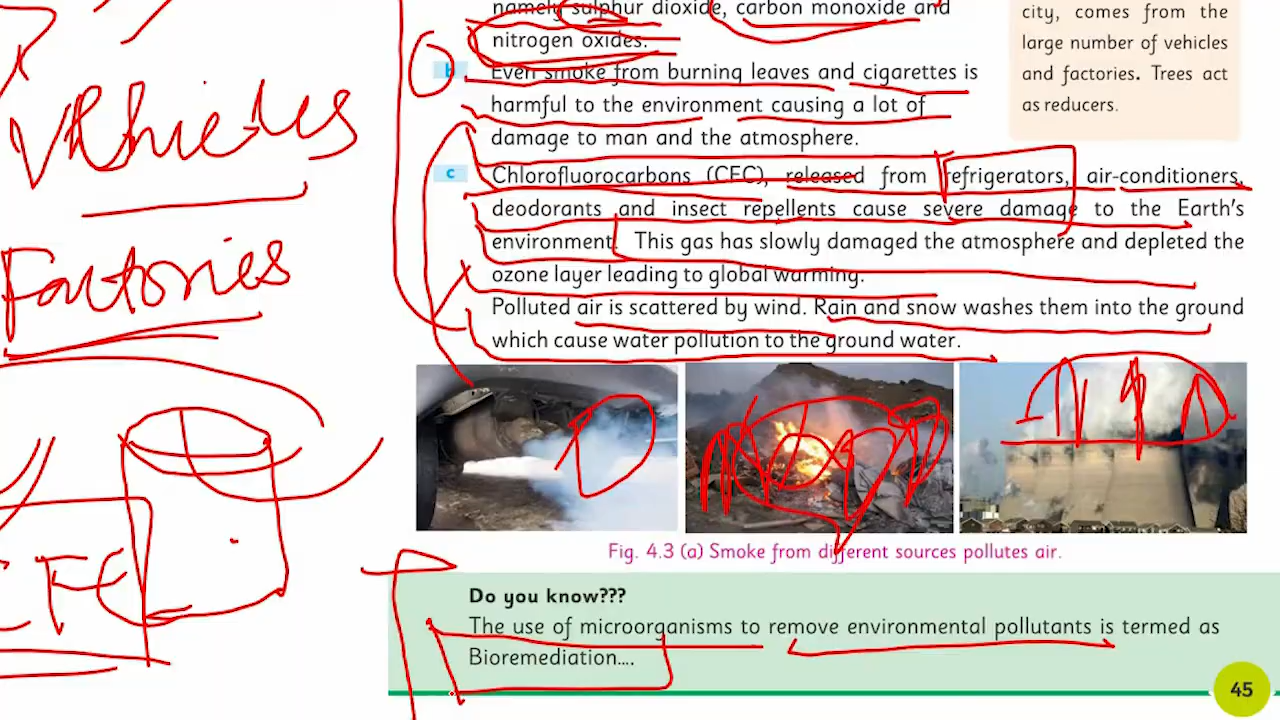 namely sulphur dioxide, carbon monoxide and
nitrogen oxides.
b Even smoke from burning leaves and cigarettes is
harmful to the environment causing a lot of
damage to man and the atmosphere.
c Chlorofluorocarbons (CFC), released from refrigerators, air-conditioners,
deodorants and insect repellents cause severe damage to the Earth's
environment. This gas has slowly damaged the atmosphere and depleted the
ozone layer leading to global warming.
Polluted air is scattered by wind. Rain and snow washes them into the ground
which cause water pollution to the ground water.
city, comes from the
large number of vehicles
and factories. Trees act
as reducers.
Vehicles
Factories
CFC
Fig. 4.3 (a) Smoke from different sources pollutes air.
Do you know???
The use of microorganisms to remove environmental pollutants is termed as
Bioremediation....
45